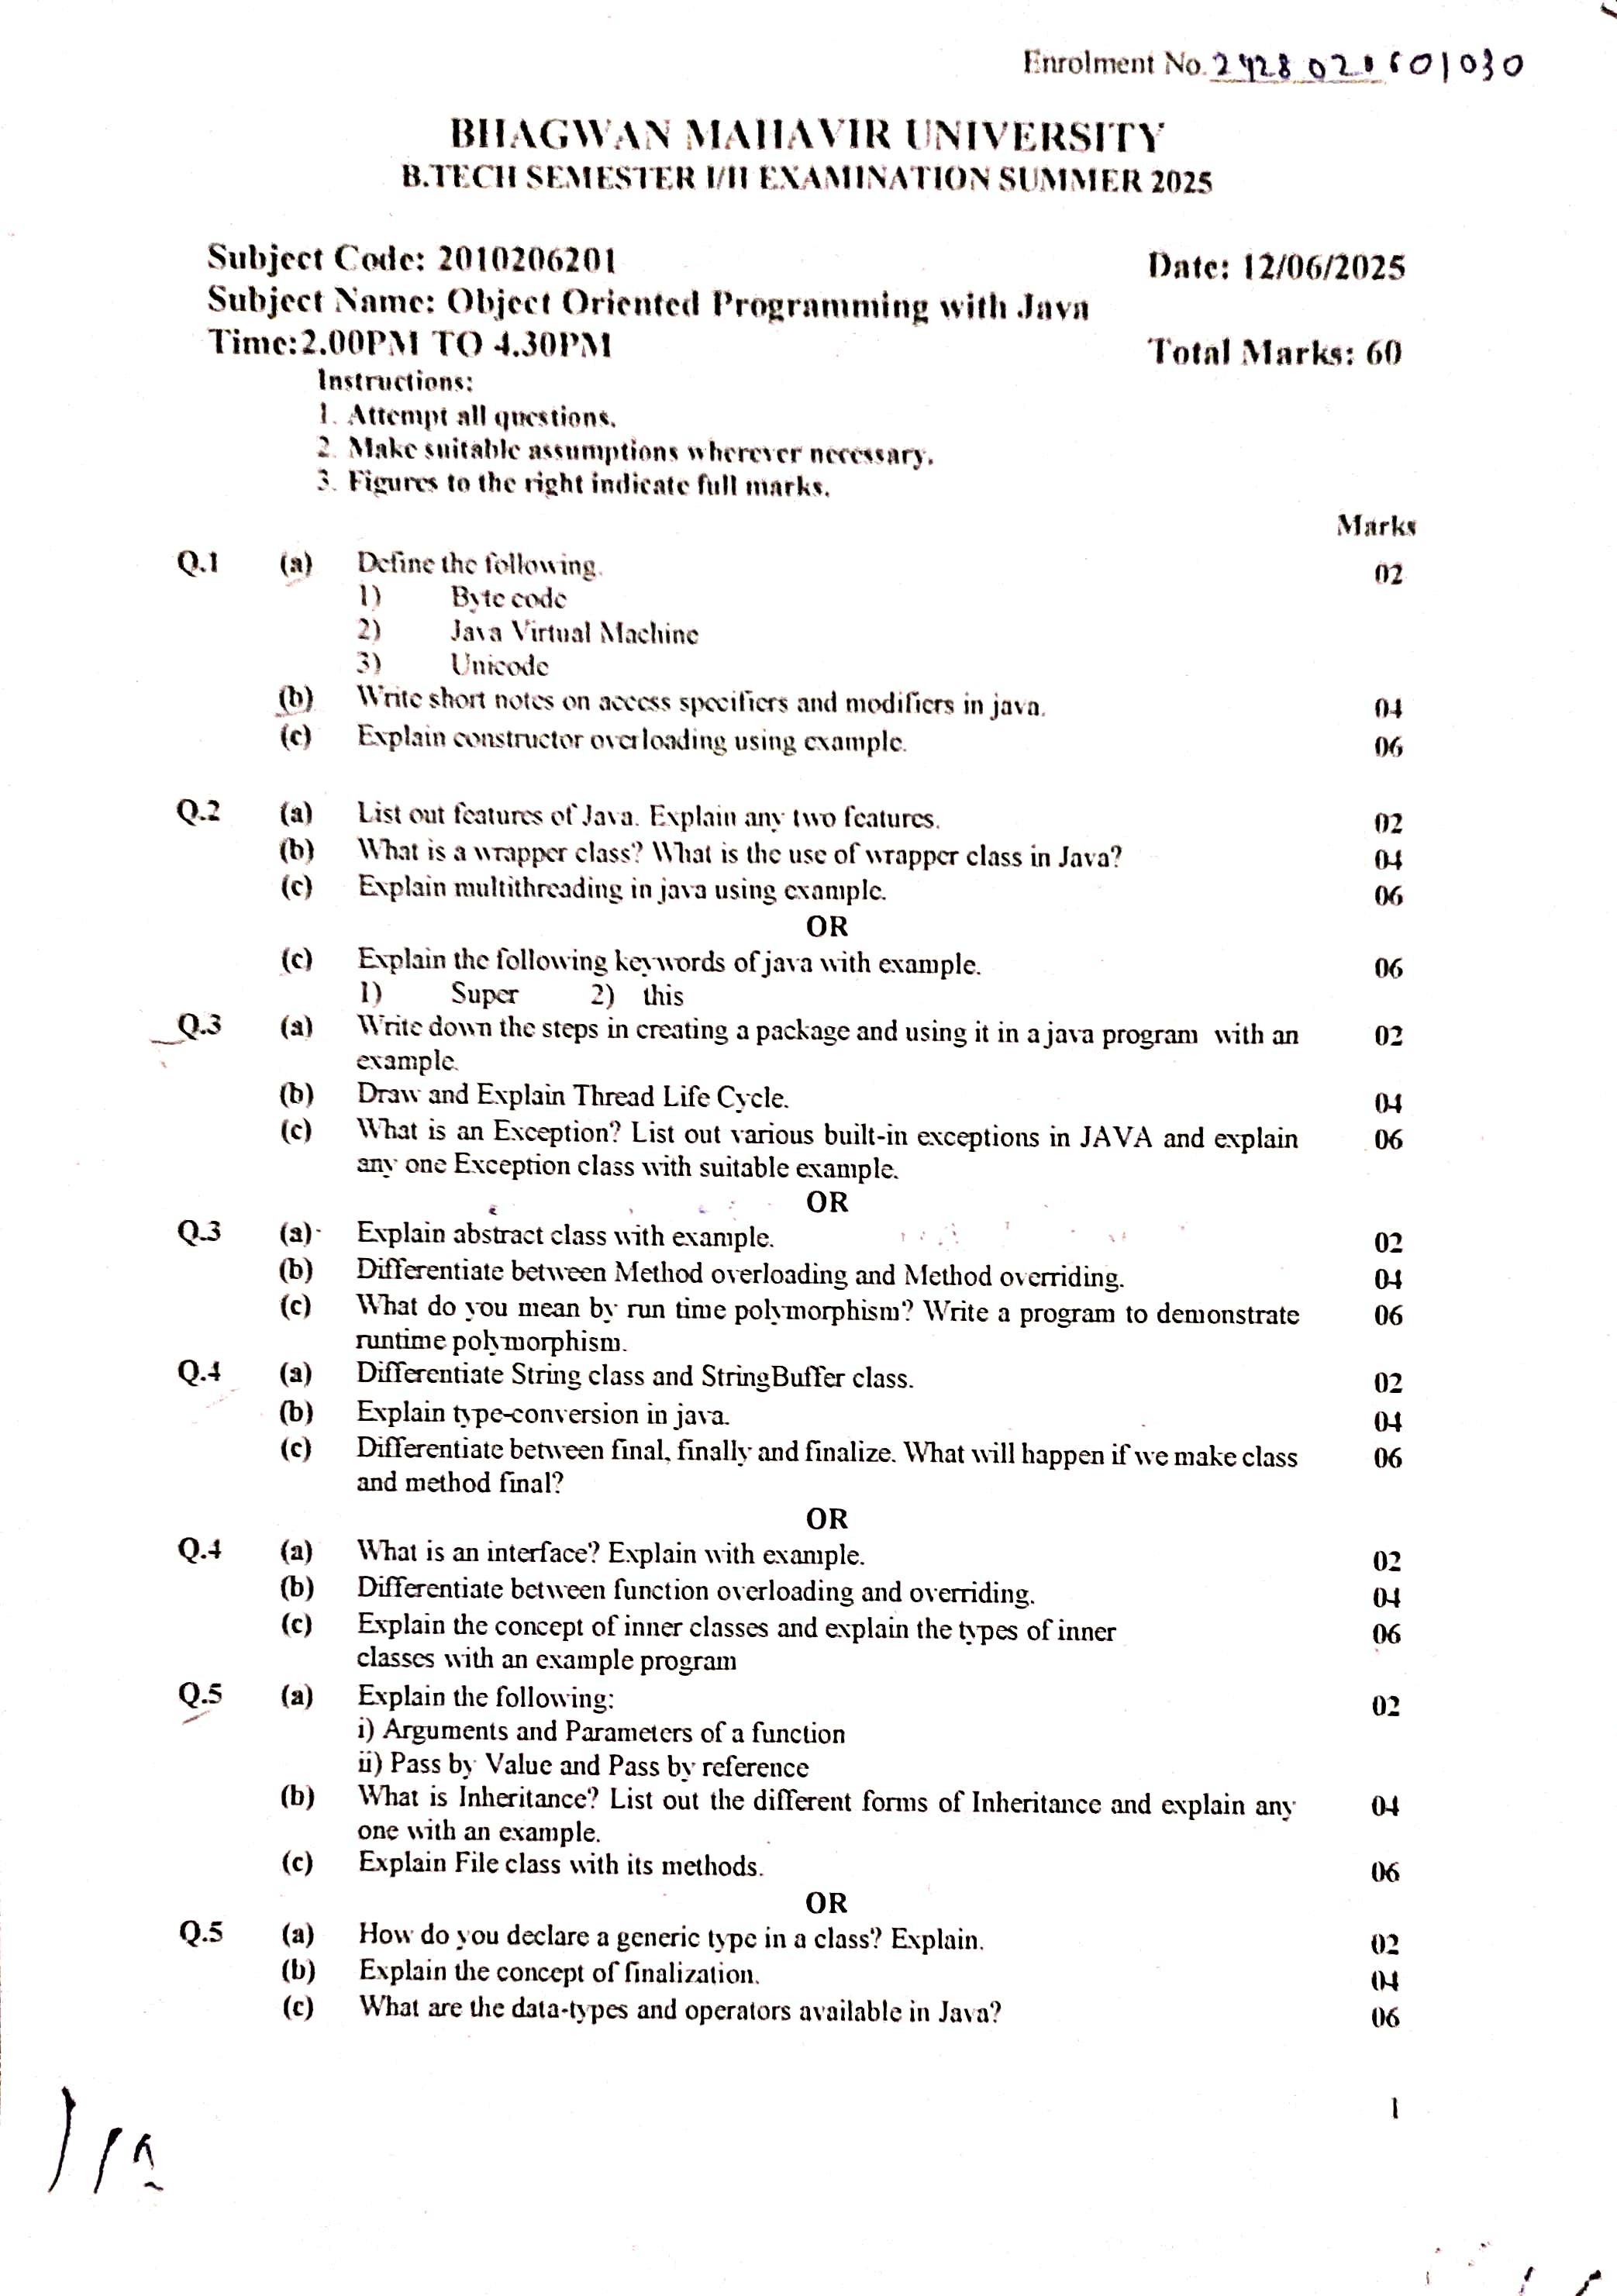 Enrolment No.
BHAGWAN MAHAVIR UNIVERSITY
B.TECH SEMESTER I/II EXAMINATION SUMMER 2025
Subject Code: 2010206201 Date: 12/06/2025
Subject Name: Object Oriented Programming with Java
Time:2.00PM TO 4.30PM Total Marks: 60
Instructions:
1. Attempt all questions.
2. Make suitable assumptions wherever necessary.
3. Figures to the right indicate full marks.
Marks
Q.1 (a) Define the following. 02
1) Byte code
2) Java Virtual Machine
3) Unicode
(b) Write short notes on access specifiers and modifiers in java. 04
(c) Explain constructor overloading using example. 06
Q.2 (a) List out features of Java. Explain any two features. 02
(b) What is a wrapper class? What is the use of wrapper class in Java? 04
(c) Explain multithreading in java using example. 06
OR
(c) Explain the following keywords of java with example. 06
1) Super 2) this
Q.3 (a) Write down the steps in creating a package and using it in a java program with an 02
example.
(b) Draw and Explain Thread Life Cycle. 04
(c) What is an Exception? List out various built-in exceptions in JAVA and explain 06
any one Exception class with suitable example.
OR
Q.3 (a) Explain abstract class with example. 02
(b) Differentiate between Method overloading and Method overriding. 04
(c) What do you mean by run time polymorphism? Write a program to demonstrate 06
runtime polymorphism.
Q.4 (a) Differentiate String class and StringBuffer class. 02
(b) Explain type-conversion in java. 04
(c) Differentiate between final, finally and finalize. What will happen if we make class 06
and method final?
OR
Q.4 (a) What is an interface? Explain with example. 02
(b) Differentiate between function overloading and overriding. 04
(c) Explain the concept of inner classes and explain the types of inner 06
classes with an example program
Q.5 (a) Explain the following: 02
i) Arguments and Parameters of a function
ii) Pass by Value and Pass by reference
(b) What is Inheritance? List out the different forms of Inheritance and explain any 04
one with an example.
(c) Explain File class with its methods. 06
OR
Q.5 (a) How do you declare a generic type in a class? Explain. 02
(b) Explain the concept of finalization. 04
(c) What are the data-types and operators available in Java? 06
1